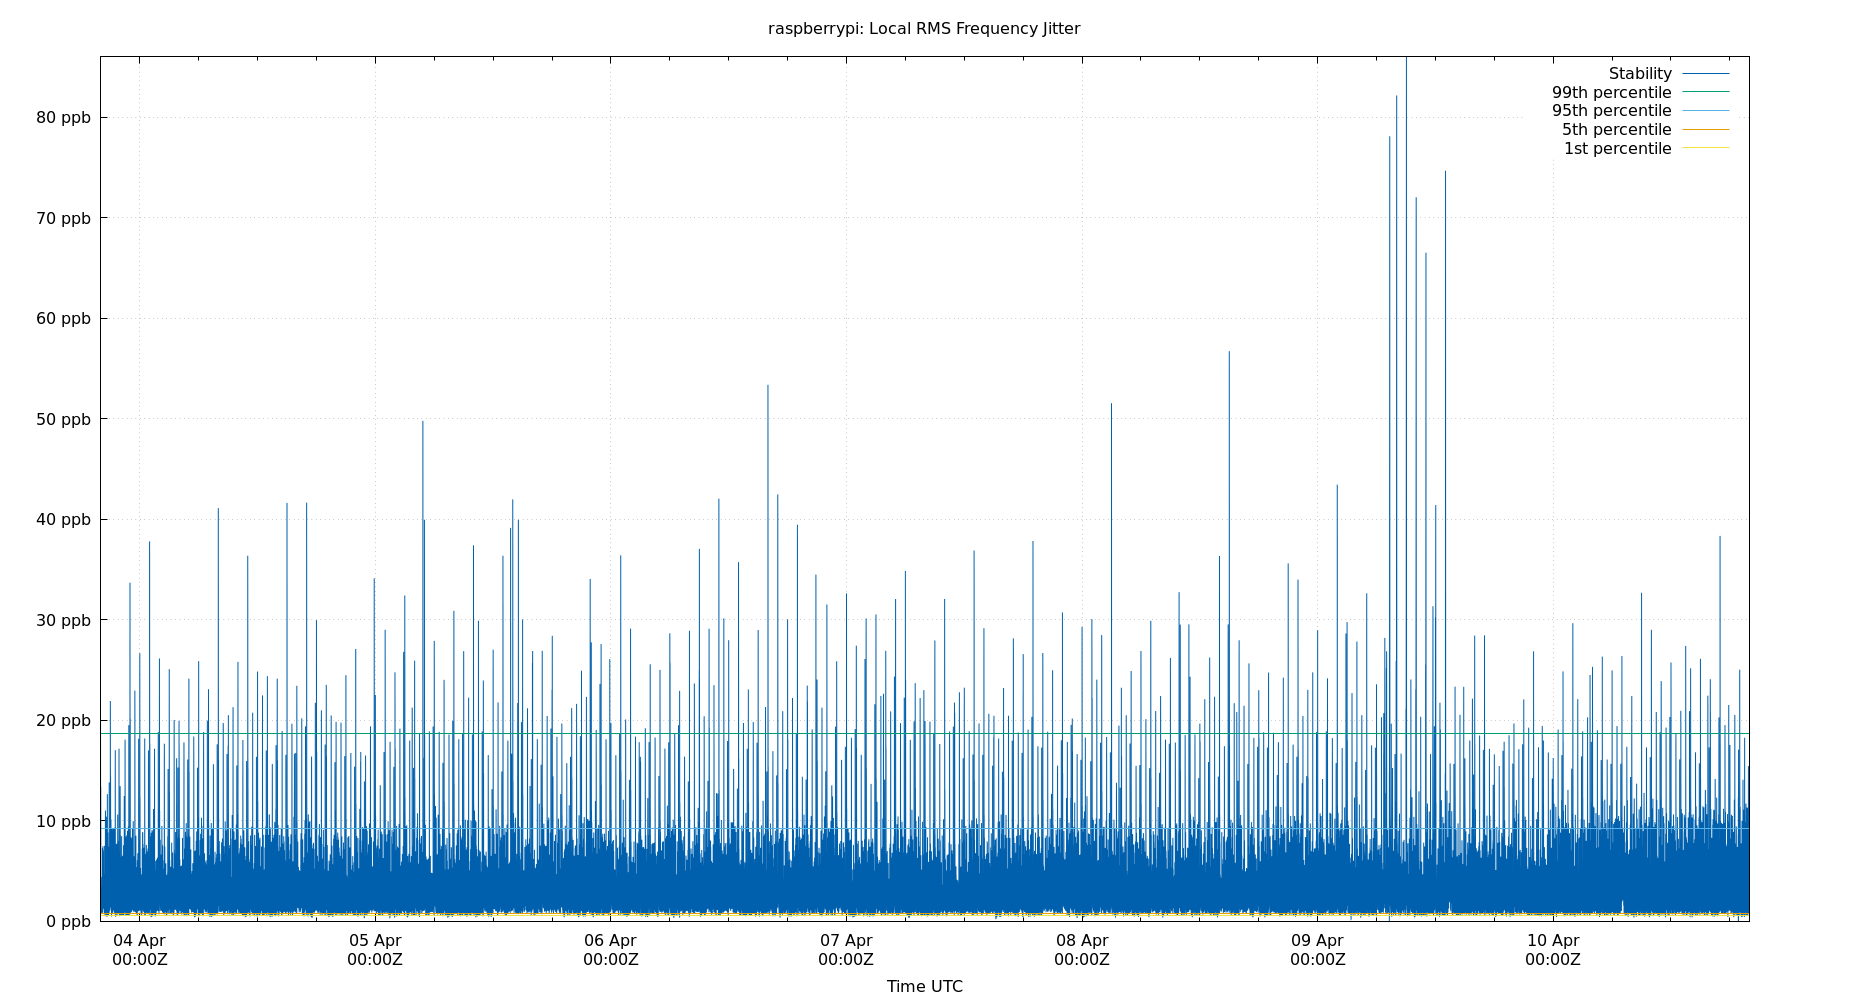 raspberrypi: Local RMS Frequency Jitter
Stability
99th percentile
95th percentile
5th percentile
1st percentile
80 ppb
70 ppb
60 ppb
50 ppb
40 ppb
30 ppb
20 ppb
10 ppb
0 ppb
04 Apr 05 Apr 06 Apr 07 Apr 08 Apr 09 Apr 10 Apr
00:00Z 00:00Z 00:00Z 00:00Z 00:00Z 00:00Z 00:00Z
Time UTC